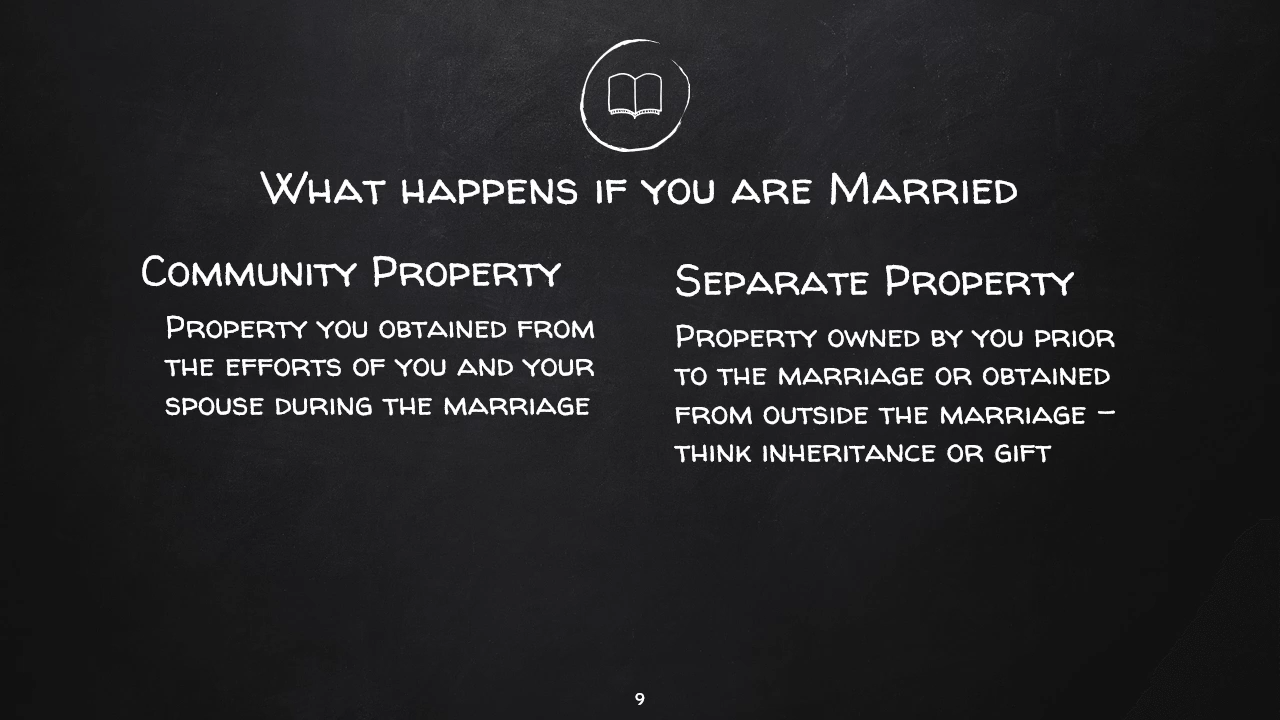 What happens if you are Married
Community Property
Property you obtained from
the efforts of you and your
spouse during the marriage
Separate Property
Property owned by you prior
to the marriage or obtained
from outside the marriage –
think inheritance or gift
9